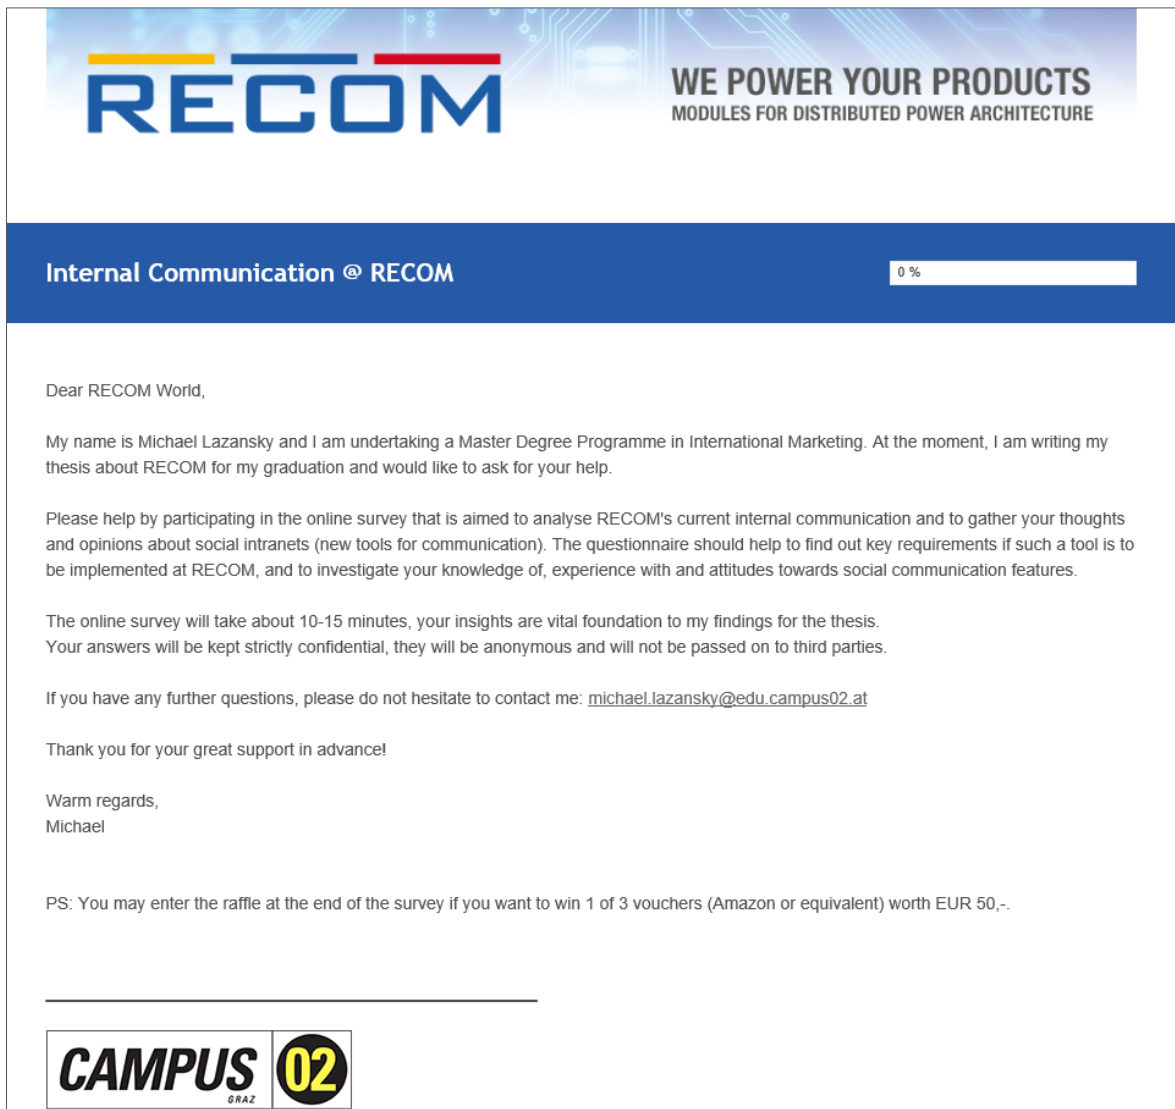 RECOM
WE POWER YOUR PRODUCTS
MODULES FOR DISTRIBUTED POWER ARCHITECTURE
Internal Communication @ RECOM
0 %
Dear RECOM World,
My name is Michael Lazansky and I am undertaking a Master Degree Programme in International Marketing. At the moment, I am writing my
thesis about RECOM for my graduation and would like to ask for your help.
Please help by participating in the online survey that is aimed to analyse RECOM's current internal communication and to gather your thoughts
and opinions about social intranets (new tools for communication). The questionnaire should help to find out key requirements if such a tool is to
be implemented at RECOM, and to investigate your knowledge of, experience with and attitudes towards social communication features.
The online survey will take about 10-15 minutes, your insights are vital foundation to my findings for the thesis.
Your answers will be kept strictly confidential, they will be anonymous and will not be passed on to third parties.
If you have any further questions, please do not hesitate to contact me: michael.lazansky@edu.campus02.at
Thank you for your great support in advance!
Warm regards,
Michael
PS: You may enter the raffle at the end of the survey if you want to win 1 of 3 vouchers (Amazon or equivalent) worth EUR 50,-.
CAMPUS 02
GRAZ